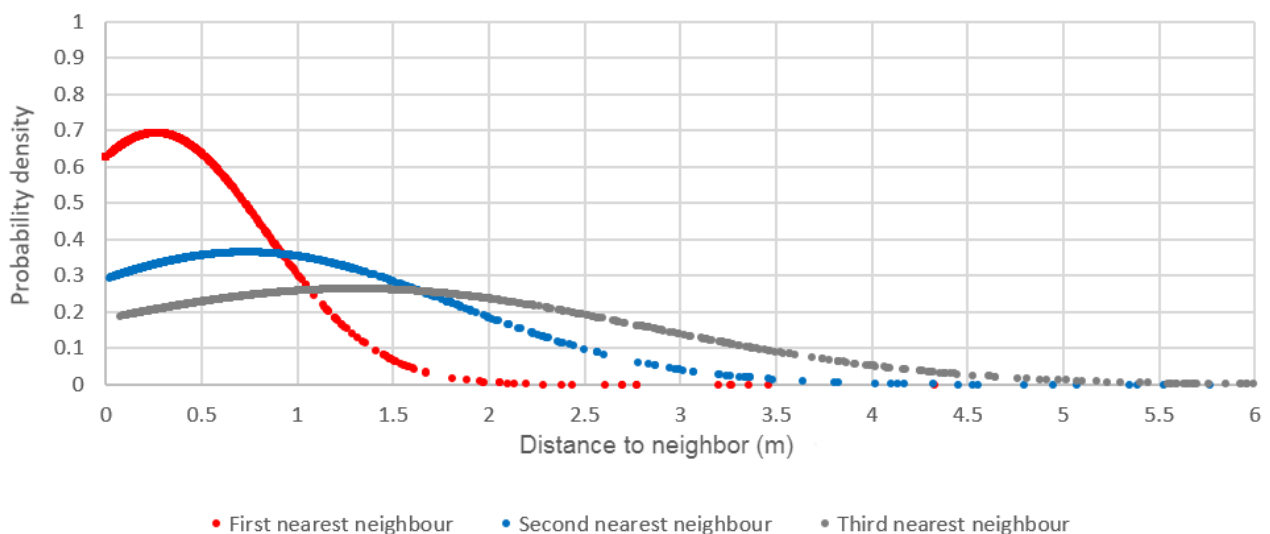 1
0.9
0.8
0.7
0.6
0.5
0.4
0.3
0.2
0.1
0
Probability density
0 0.5 1 1.5 2 2.5 3 3.5 4 4.5 5 5.5 6
Distance to neighbor (m)
First nearest neighbour Second nearest neighbour Third nearest neighbour